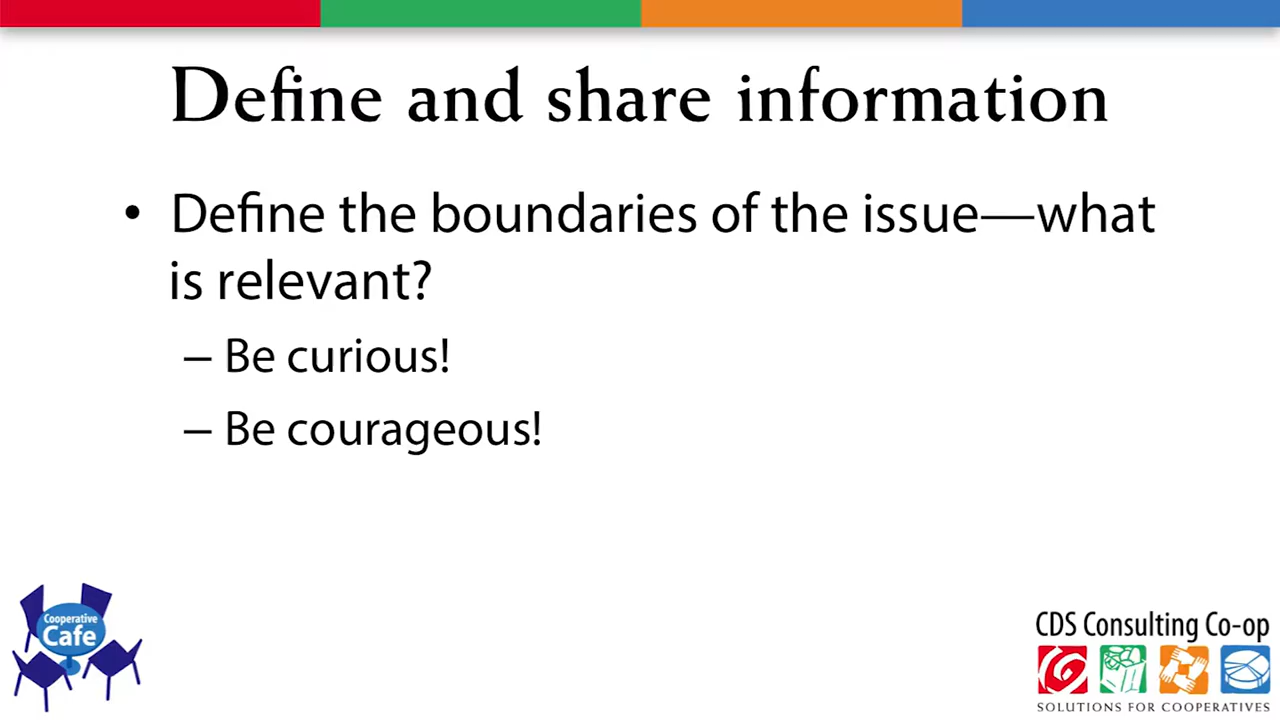 Define and share information
• Define the boundaries of the issue—what
is relevant?
– Be curious!
– Be courageous!
Cooperative
Cafe
CDS Consulting Co-op
SOLUTIONS FOR COOPERATIVES